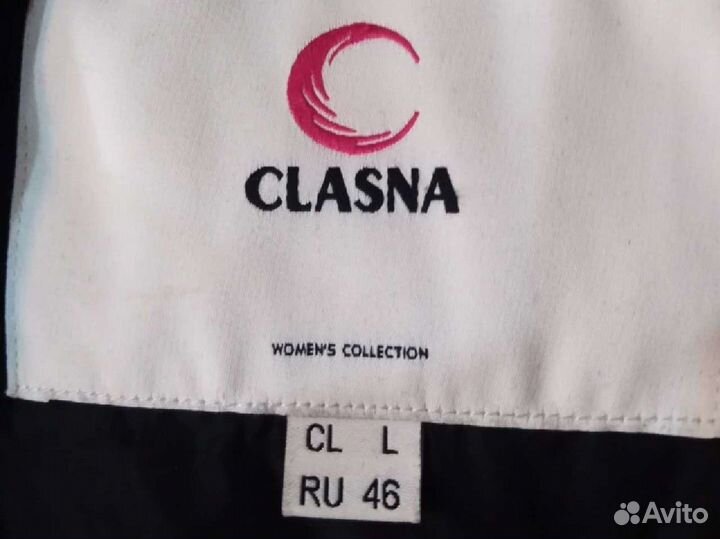 CLASNA
WOMEN'S COLLECTION
CL L
RU 46
Avito